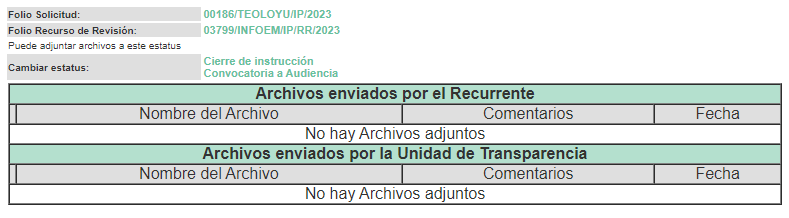 Folio Solicitud: 00186/TEOLOYU/IP/2023
Folio Recurso de Revisión: 03799/INFOEM/IP/RR/2023
Puede adjuntar archivos a este estatus
Cambiar estatus: Cierre de instrucción
Convocatoria a Audiencia
Archivos enviados por el Recurrente
Nombre del Archivo Comentarios Fecha
No hay Archivos adjuntos
Archivos enviados por la Unidad de Transparencia
Nombre del Archivo Comentarios Fecha
No hay Archivos adjuntos